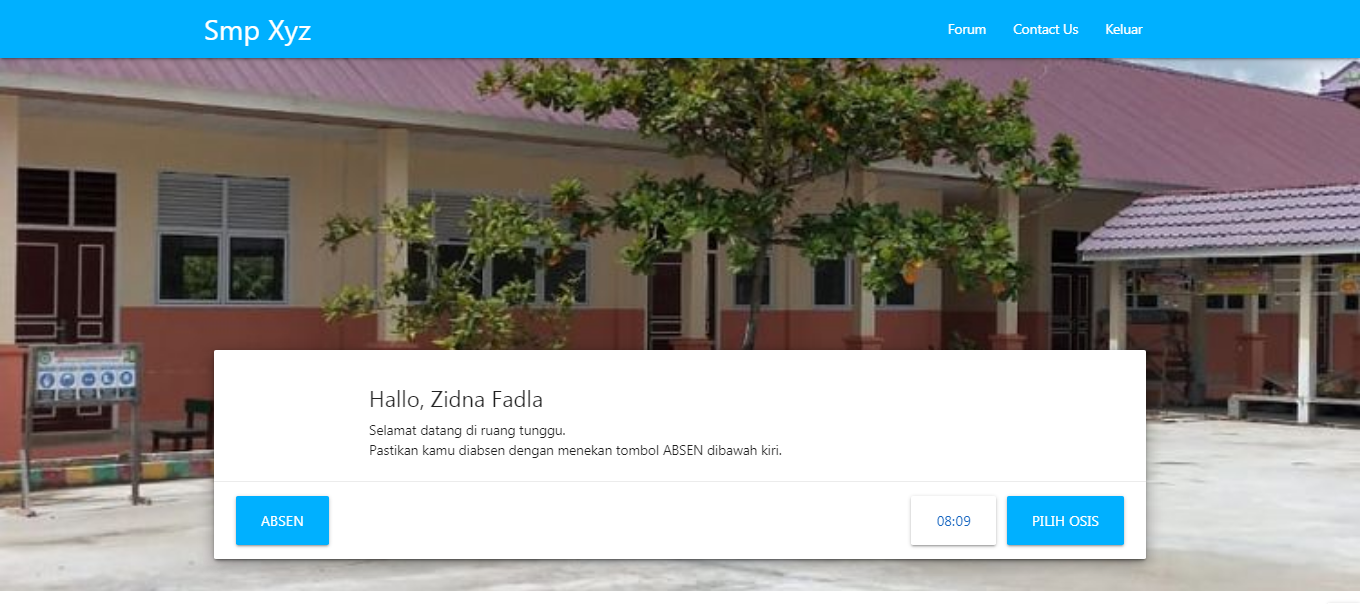 Smp Xyz
Forum
Contact Us
Keluar
Hallo, Zidna Fadla
Selamat datang di ruang tunggu.
Pastikan kamu diabsen dengan menekan tombol ABSEN dibawah kiri.
ABSEN
08:09
PILIH OSIS